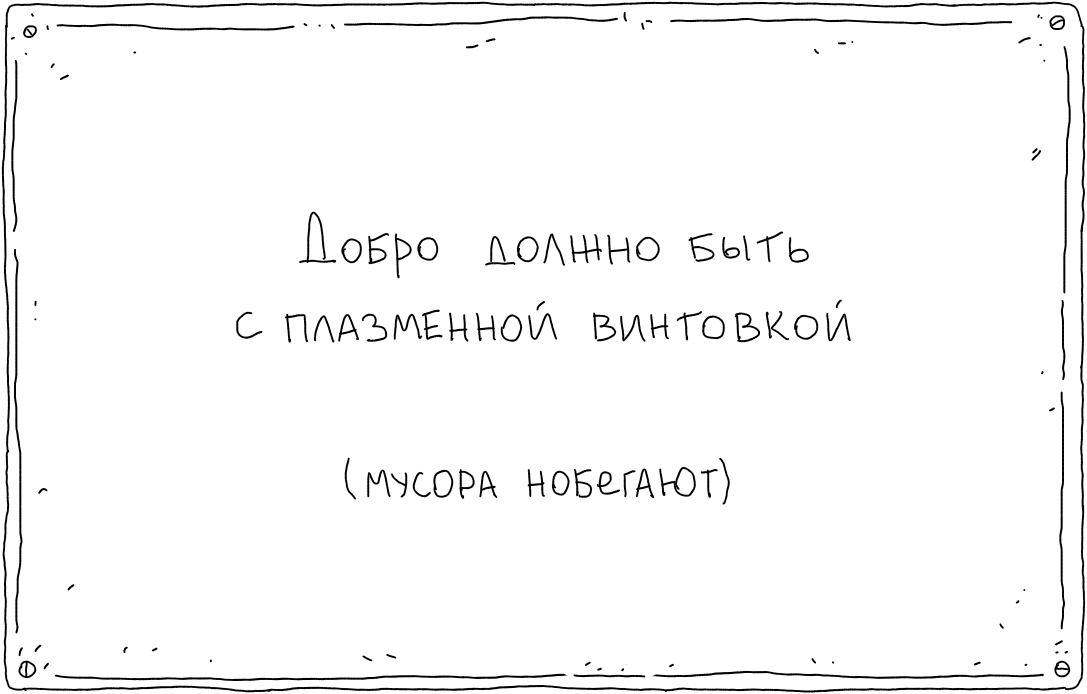 Добро должно быть
с плазменной винтовкой
(мусора нобегают)